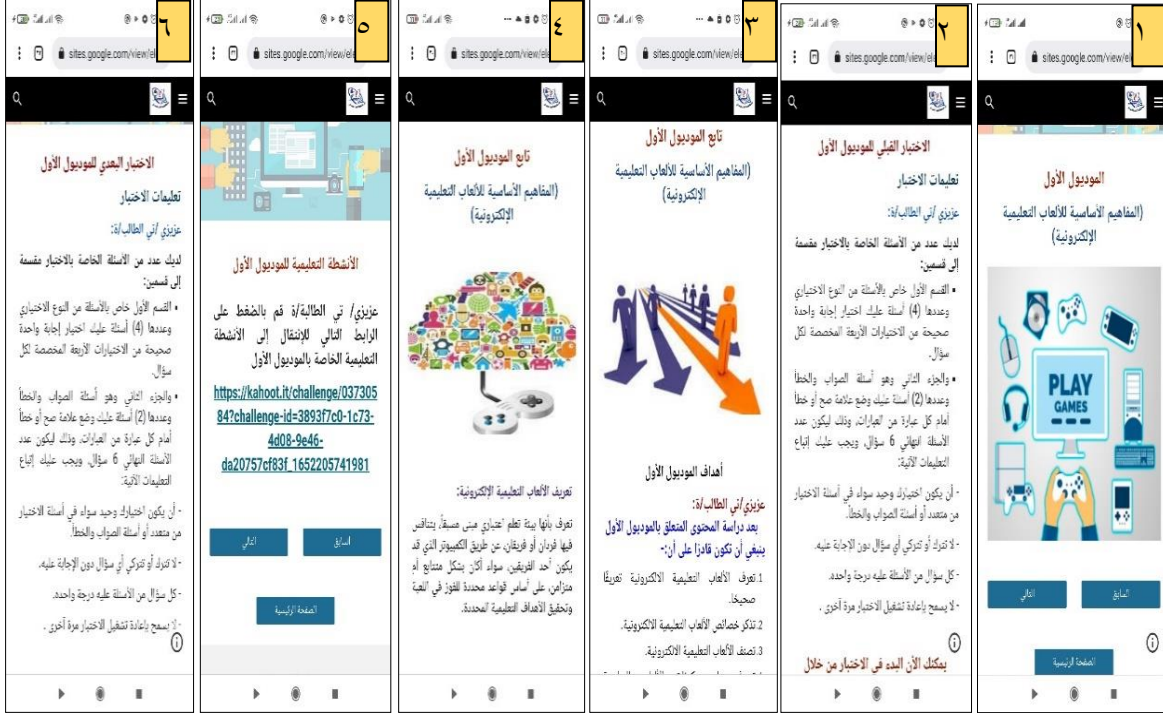 ١
sites.google.com/view/el
الموديول الأول
(المفاهيم الأساسية للألعاب التعليمية
الإلكترونية)
PLAY
GAMES
السابق
التالي
الصفحة الرئيسية
٢
sites.google.com/view/ele
الاختبار القبلي للموديول الأول
تعليمات الاختبار
عزيزي /تي الطالب/ة:
لديك عدد من الأسئلة الخاصة بالاختبار مقسمة
إلى قسمين:
▪ القسم الأول خاص بالأسئلة من النوع الاختياري
وعددها (4) أسئلة عليك اختيار إجابة واحدة
صحيحة من الاختيارات الأربعة المخصصة لكل
سؤال.
▪ والجزء الثاني وهو أسئلة الصواب والخطأ
وعددها (2) أسئلة عليك وضع علامة صح أو خطأ
أمام كل عبارة من العبارات، وذلك ليكون عدد
الأسئلة النهائي 6 سؤال، ويجب عليك إتباع
التعليمات الآتية:
- أن يكون اختيارك وحيد سواء في أسئلة الاختيار
من متعدد أو أسئلة الصواب والخطأ.
- لا تترك أو تتركي أي سؤال دون الإجابة عليه.
- كل سؤال من الأسئلة عليه درجة واحدة.
- لا يسمح بإعادة تشغيل الاختبار مرة أخرى .
يمكنك الأن البدء في الاختبار من خلال
٣
sites.google.com/view/el
تابع الموديول الأول
(المفاهيم الأساسية للألعاب التعليمية
الإلكترونية)
أهداف الموديول الأول
عزيزي/تي الطالب/ة:
بعد دراسة المحتوى المتعلق بالموديول الأول
ينبغي أن تكون قادرًا على أن:-
1.تعرف الألعاب التعليمية الالكترونية تعريفًا
صحيحًا.
2.تذكر خصائص الألعاب التعليمية الالكترونية.
3.تصنف الألعاب التعليمية الالكترونية.
٤
sites.google.com/view/ele
تابع الموديول الأول
(المفاهيم الأساسية للألعاب التعليمية
الإلكترونية)
تعريف الألعاب التعليمية الإلكترونية:
تعرف بأنها بيئة تعلم اعتباري مبني مسبقاً، يتنافس
فيها فردان أو فريقان، عن طريق الكمبيوتر الذي قد
يكون أحد الفريقين، سواء أكان بشكل متتابع أم
متزامن، على أساس قواعد محددة للفوز في اللعبة
وتحقيق الأهداف التعليمية المحددة.
٥
sites.google.com/view/ele
الأنشطة التعليمية للموديول الأول
عزيزي/ تي الطالبة/ة قم بالضغط على
الرابط التالي للإنتقال إلى الأنشطة
التعليمية الخاصة بالموديول الأول
https://kahoot.it/challenge/037305
84?challenge-id=3893f7c0-1c73-
4d08-9e46-
da20757cf83f_1652205741981
السابق
التالي
الصفحة الرئيسية
٦
sites.google.com/view/el
الاختبار البعدي للموديول الأول
تعليمات الاختبار
عزيزي /تي الطالب/ة:
لديك عدد من الأسئلة الخاصة بالاختبار مقسمة
إلى قسمين:
▪ القسم الأول خاص بالأسئلة من النوع الاختياري
وعددها (4) أسئلة عليك اختيار إجابة واحدة
صحيحة من الاختيارات الأربعة المخصصة لكل
سؤال.
▪ والجزء الثاني وهو أسئلة الصواب والخطأ
وعددها (2) أسئلة عليك وضع علامة صح أو خطأ
أمام كل عبارة من العبارات، وذلك ليكون عدد
الأسئلة النهائي 6 سؤال، ويجب عليك إتباع
التعليمات الآتية:
- أن يكون اختيارك وحيد سواء في أسئلة الاختيار
من متعدد أو أسئلة الصواب والخطأ.
- لا تترك أو تتركي أي سؤال دون الإجابة عليه.
- كل سؤال من الأسئلة عليه درجة واحدة.
- لا يسمح بإعادة تشغيل الاختبار مرة أخرى .